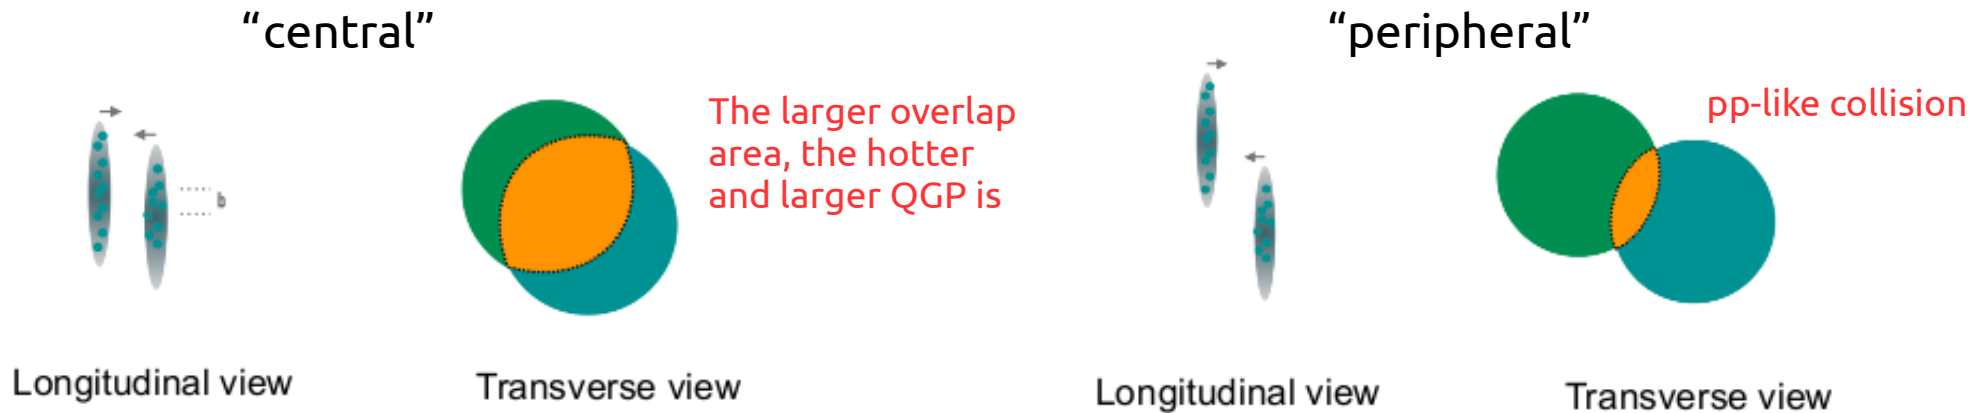 “central”
The larger overlap
area, the hotter
and larger QGP is
b
Longitudinal view
Transverse view
“peripheral”
pp-like collision
Longitudinal view
Transverse view